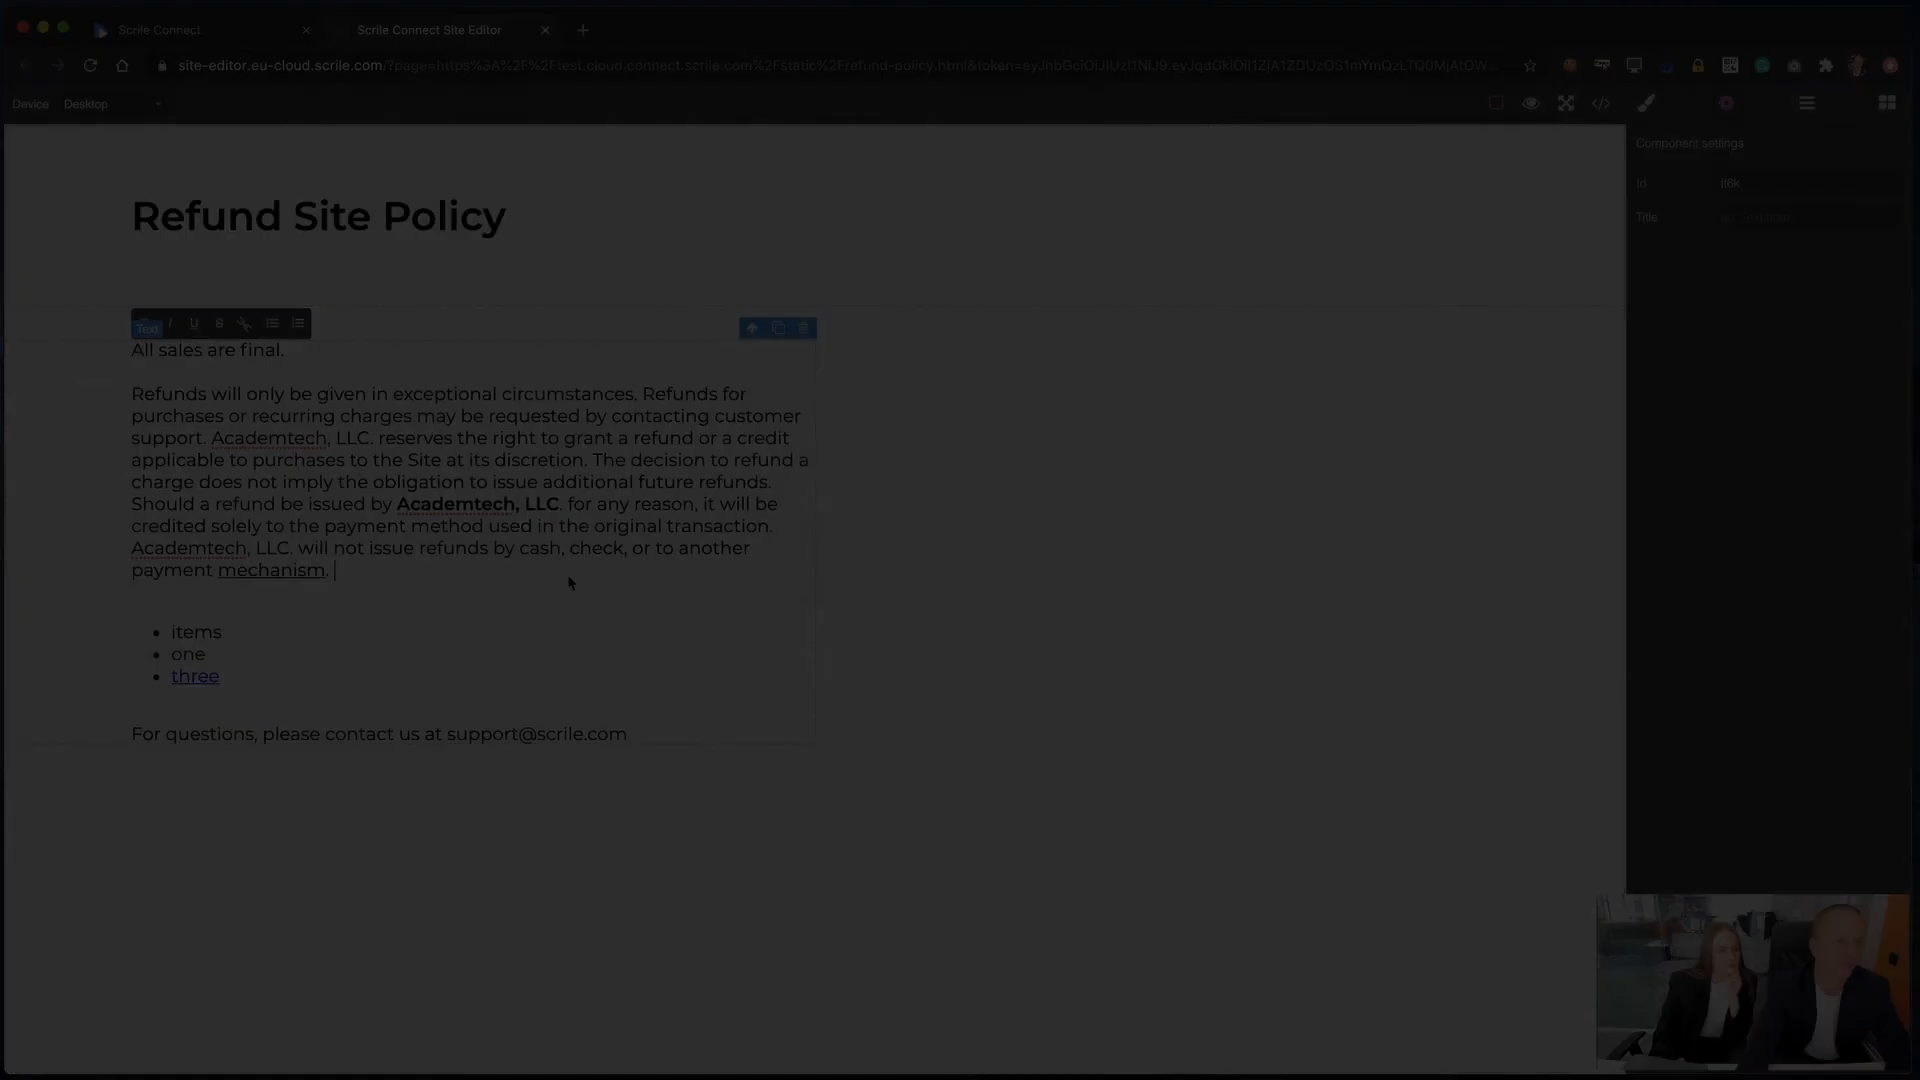 Scrile Connect
Scrile Connect Site Editor
Device Desktop
Component settings
Id
Title
Refund Site Policy
Text
All sales are final.
Refunds will only be given in exceptional circumstances. Refunds for
purchases or recurring charges may be requested by contacting customer
support. Academtech, LLC. reserves the right to grant a refund or a credit
applicable to purchases to the Site at its discretion. The decision to refund a
charge does not imply the obligation to issue additional future refunds.
Should a refund be issued by Academtech, LLC. for any reason, it will be
credited solely to the payment method used in the original transaction.
Academtech, LLC. will not issue refunds by cash, check, or to another
payment mechanism.
items
one
three
For questions, please contact us at support@scrile.com